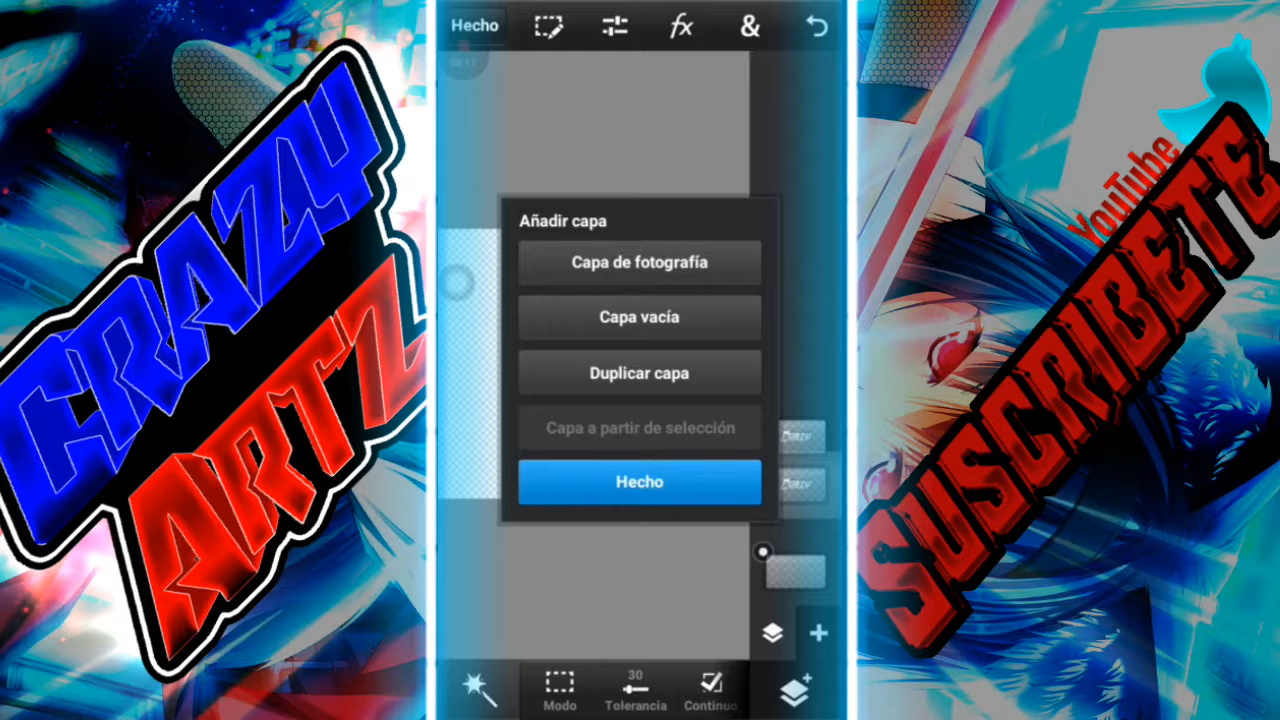 CRAZY
ARTZ
Hecho
fx
&
Añadir capa
Capa de fotografía
Capa vacía
Duplicar capa
Capa a partir de selección
Hecho
30
Modo
Tolerancia
Continuo
YouTube
SUSCRIBETE